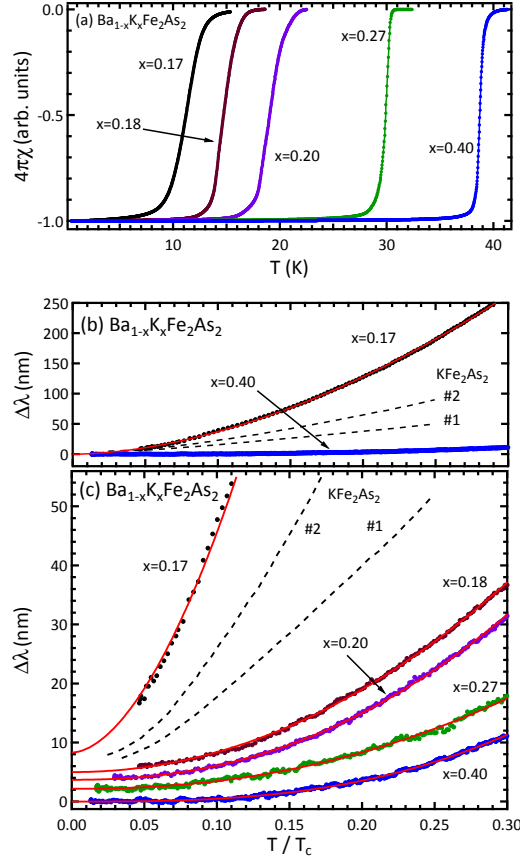 (a) Ba₁₋ₓKₓFe₂As₂
x=0.17
x=0.18
x=0.20
x=0.27
x=0.40
4πχ (arb. units)
0.0
-0.5
-1.0
10
20
30
40
T (K)
(b) Ba₁₋ₓKₓFe₂As₂
x=0.17
x=0.40
KFe₂As₂
#2
#1
Δλ (nm)
250
200
150
100
50
0
(c) Ba₁₋ₓKₓFe₂As₂
KFe₂As₂
#2
#1
x=0.17
x=0.18
x=0.20
x=0.27
x=0.40
Δλ (nm)
50
40
30
20
10
0
0.00
0.05
0.10
0.15
0.20
0.25
0.30
T / T꜀